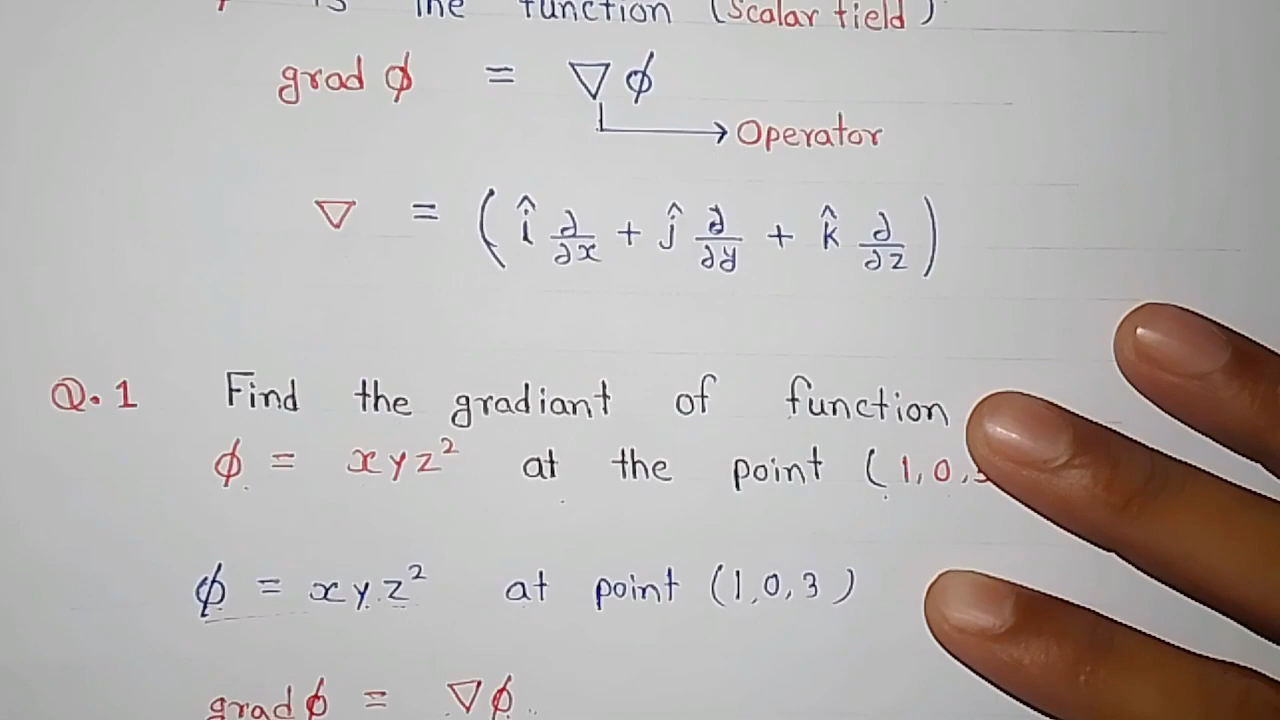 is the function (scalar field)
grad ϕ = ∇ϕ
Operator
∇ = ( î ∂/∂x + ĵ ∂/∂y + k̂ ∂/∂z )
Q.1 Find the gradiant of function
ϕ = xyz² at the point (1,0,
ϕ = xyz² at point (1,0,3)
grad ϕ = ∇ϕ